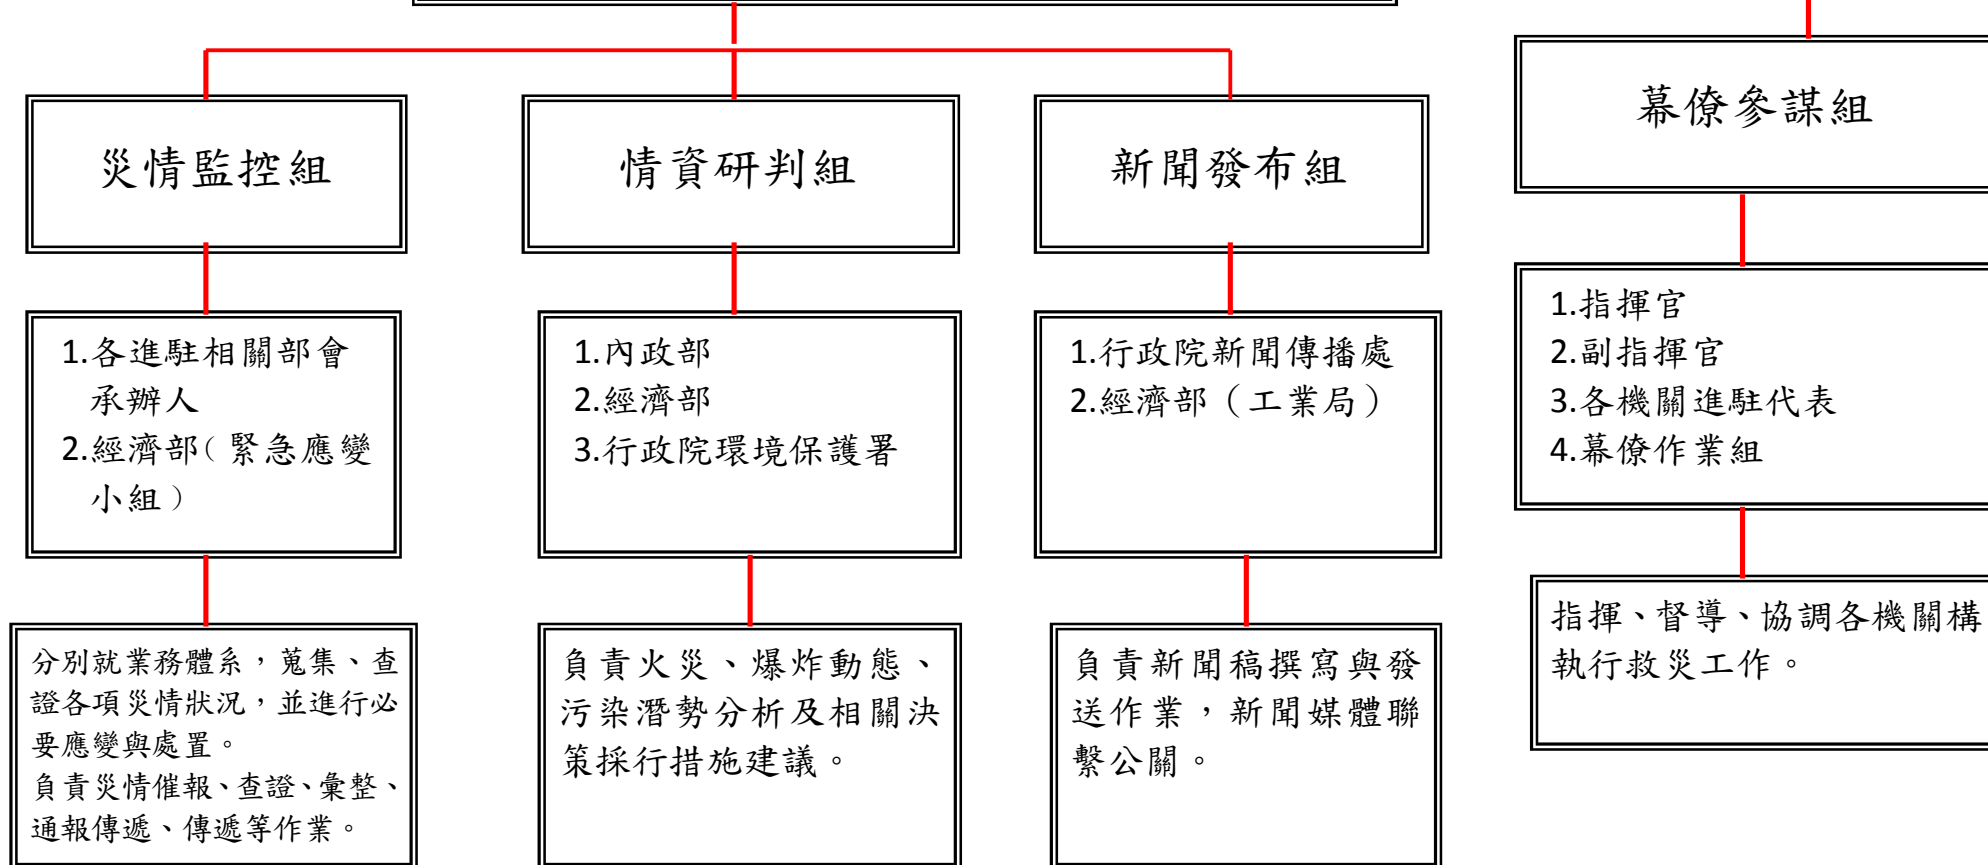 災情監控組
情資研判組
新聞發布組
幕僚參謀組
1.各進駐相關部會
承辦人
2.經濟部（緊急應變
小組）
1.內政部
2.經濟部
3.行政院環境保護署
1.行政院新聞傳播處
2.經濟部（工業局）
1.指揮官
2.副指揮官
3.各機關進駐代表
4.幕僚作業組
分別就業務體系，蒐集、查
證各項災情狀況，並進行必
要應變與處置。
負責災情催報、查證、彙整、
通報傳遞、傳遞等作業。
負責火災、爆炸動態、
污染潛勢分析及相關決
策採行措施建議。
負責新聞稿撰寫與發
送作業，新聞媒體聯
繫公關。
指揮、督導、協調各機關構
執行救災工作。